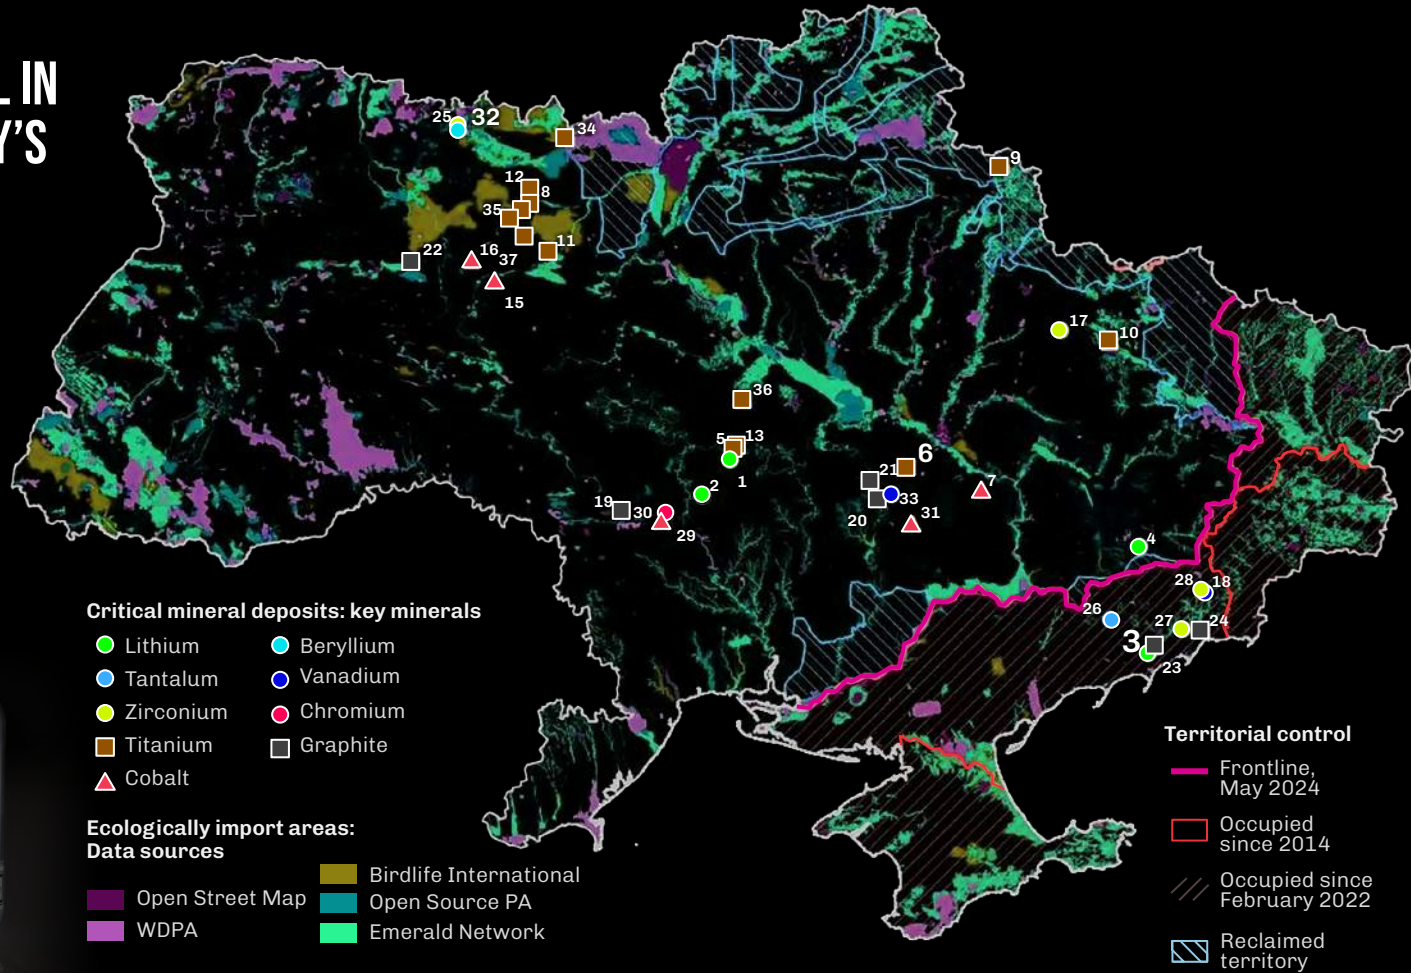 L IN
Y'S
25 32
34
12
8
35
11
22
16
37
15
9
17
10
36
5
13
1
2
6
21
33
20
7
31
19
30
29
4
28
18
26
27
24
3
23
Critical mineral deposits: key minerals
Lithium
Beryllium
Tantalum
Vanadium
Zirconium
Chromium
Titanium
Graphite
Cobalt
Ecologically import areas:
Data sources
Birdlife International
Open Street Map
Open Source PA
WDPA
Emerald Network
Territorial control
Frontline,
May 2024
Occupied
since 2014
Occupied since
February 2022
Reclaimed
territory